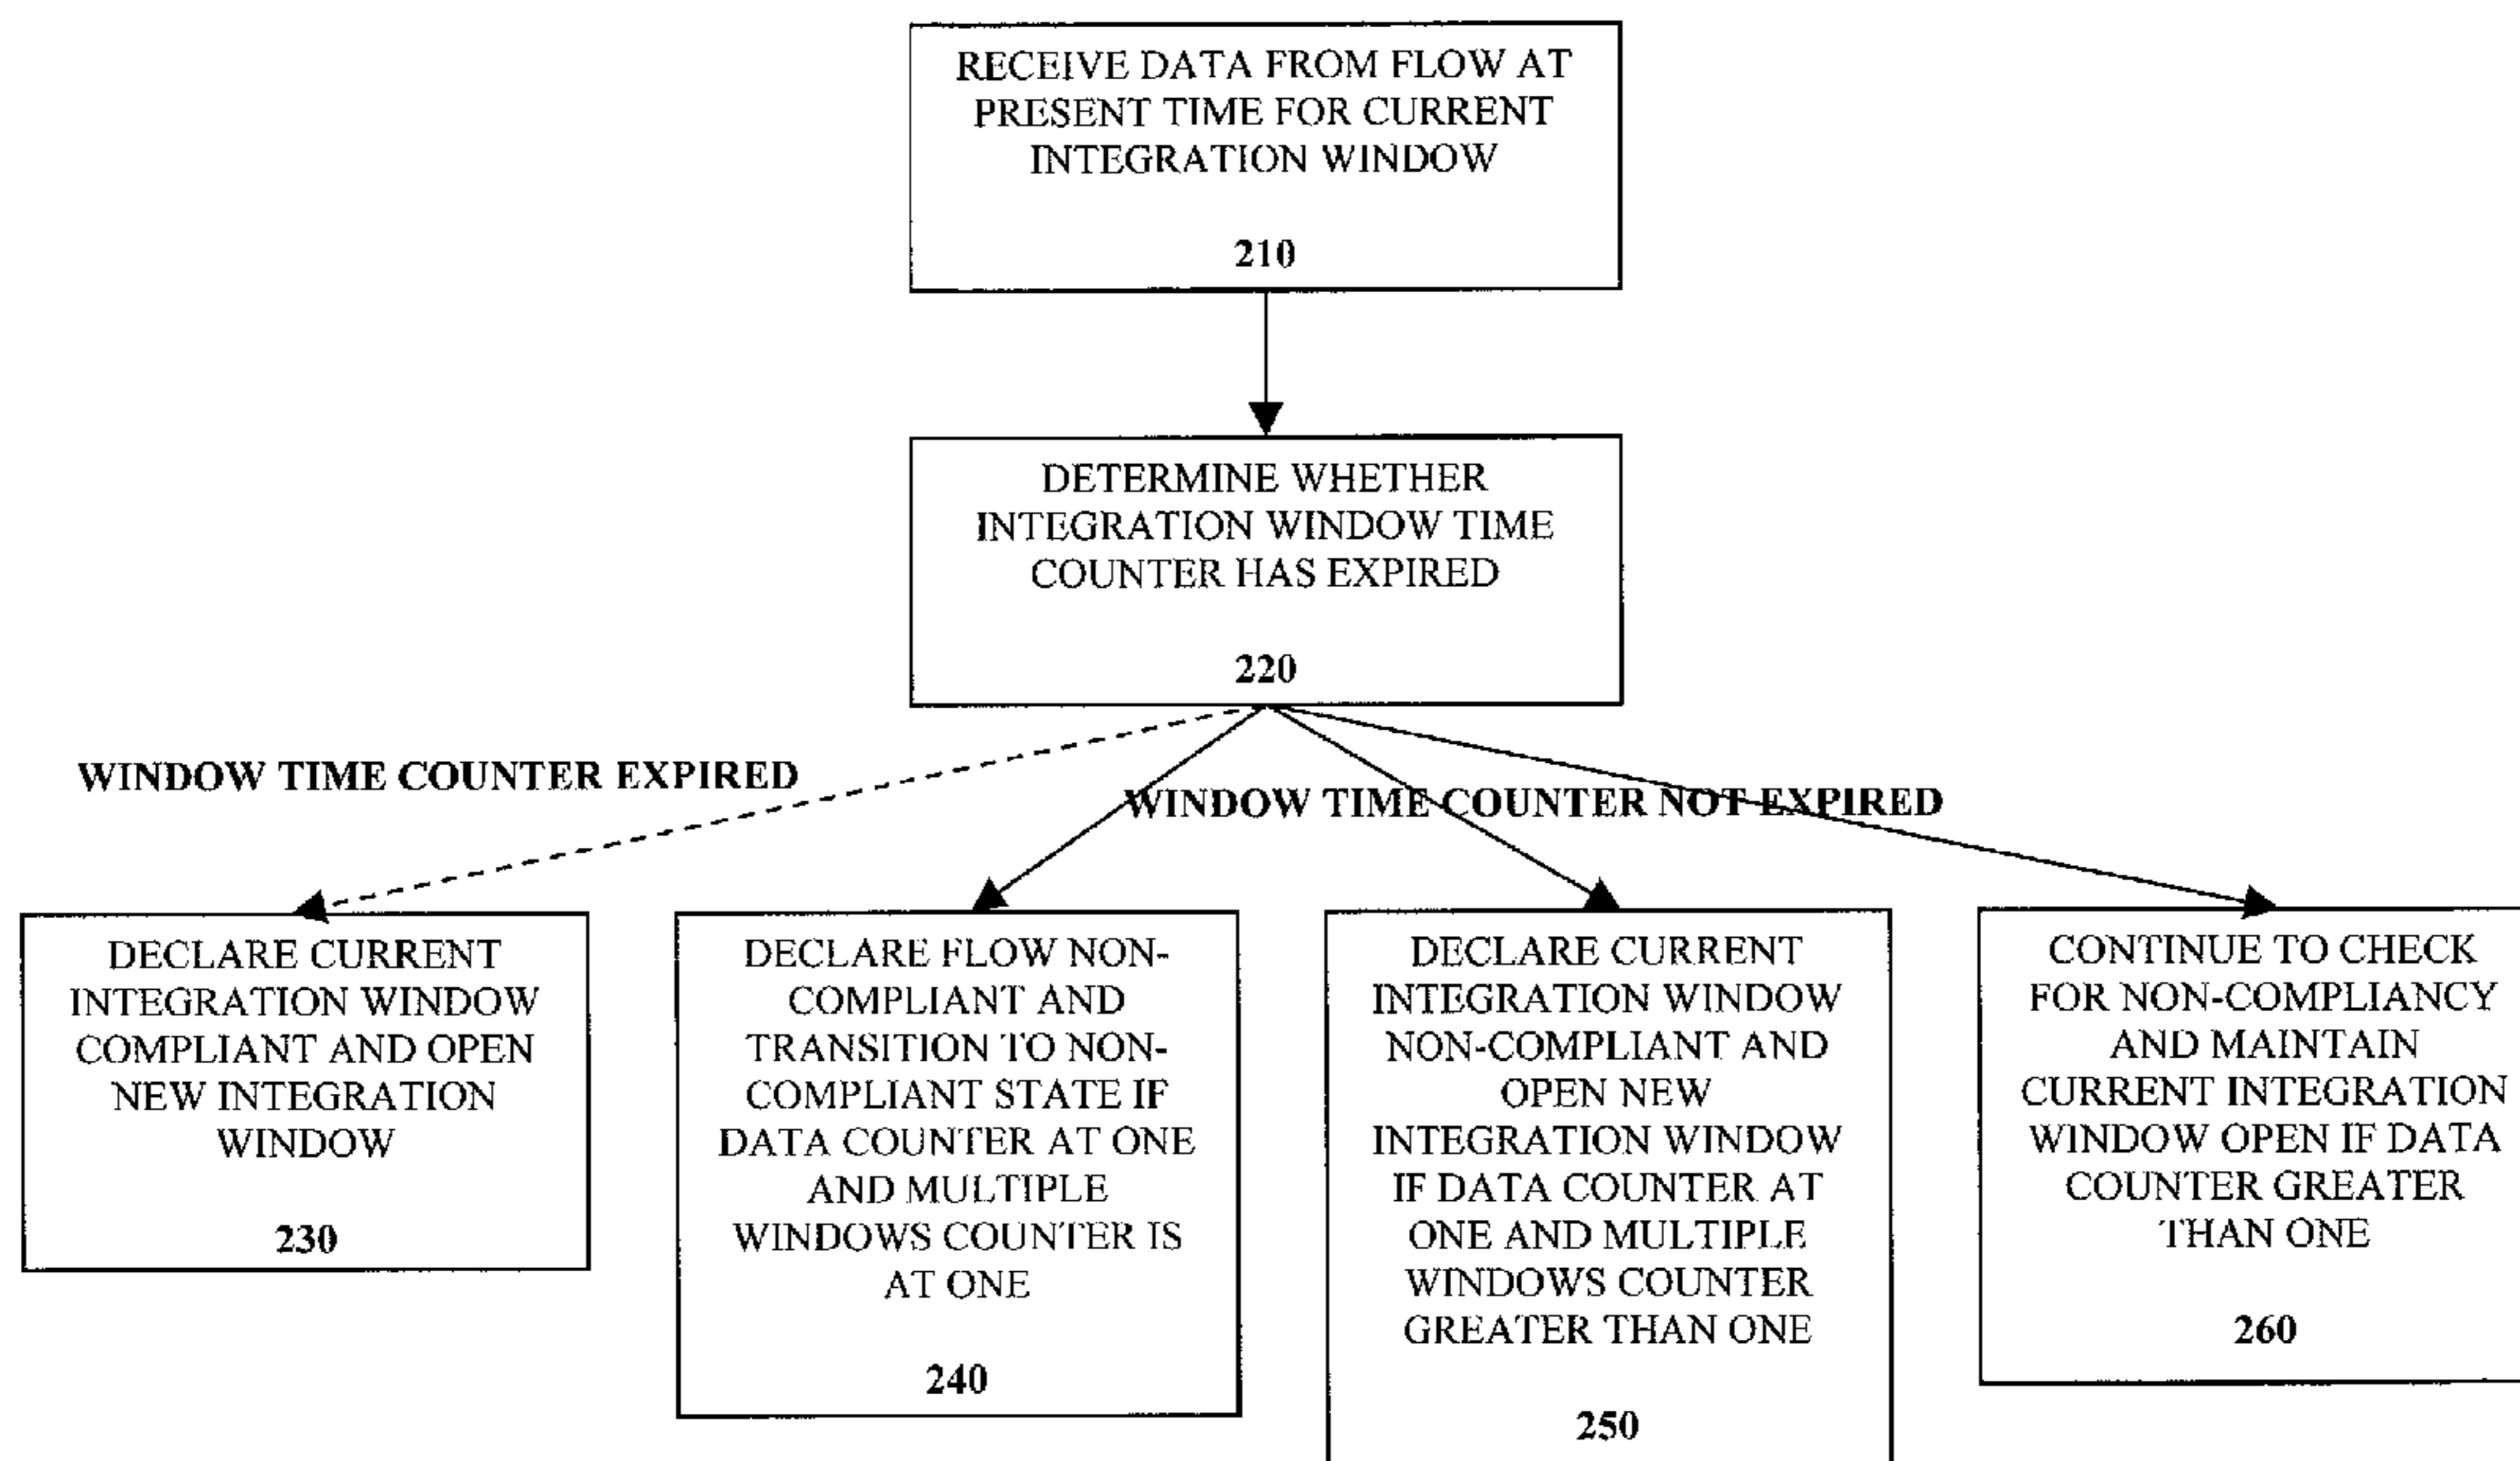 RECEIVE DATA FROM FLOW AT
PRESENT TIME FOR CURRENT
INTEGRATION WINDOW
210
DETERMINE WHETHER
INTEGRATION WINDOW TIME
COUNTER HAS EXPIRED
220
WINDOW TIME COUNTER EXPIRED
WINDOW TIME COUNTER NOT EXPIRED
DECLARE CURRENT
INTEGRATION WINDOW
COMPLIANT AND OPEN
NEW INTEGRATION
WINDOW
230
DECLARE FLOW NON-
COMPLIANT AND
TRANSITION TO NON-
COMPLIANT STATE IF
DATA COUNTER AT ONE
AND MULTIPLE
WINDOWS COUNTER IS
AT ONE
240
DECLARE CURRENT
INTEGRATION WINDOW
NON-COMPLIANT AND
OPEN NEW
INTEGRATION WINDOW
IF DATA COUNTER AT
ONE AND MULTIPLE
WINDOWS COUNTER
GREATER THAN ONE
250
CONTINUE TO CHECK
FOR NON-COMPLIANCY
AND MAINTAIN
CURRENT INTEGRATION
WINDOW OPEN IF DATA
COUNTER GREATER
THAN ONE
260